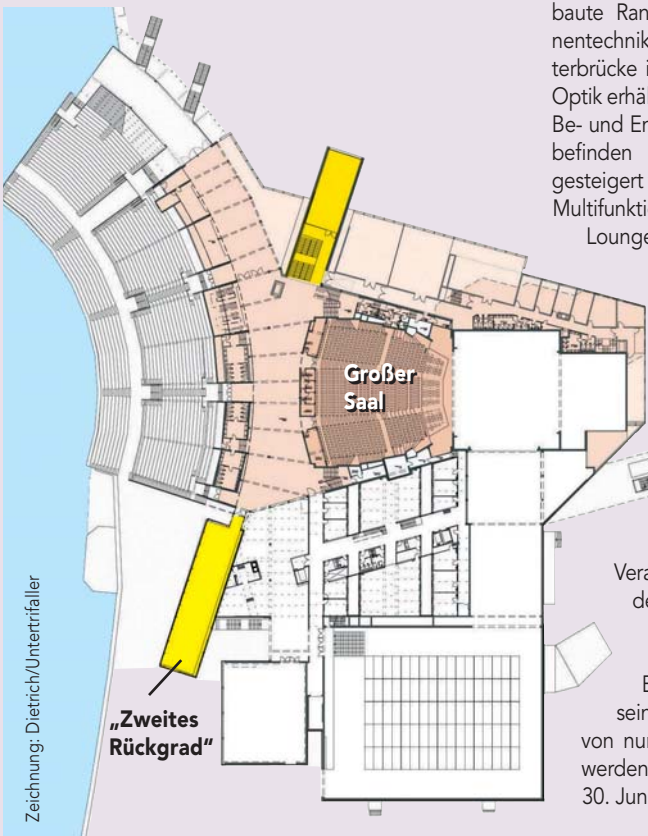 baute Ran
nentechnik
terbrücke i
Optik erhäl
Be- und En
befinden
gesteigert
Multifunktio
Lounge
Großer
Saal
Vera
de
„Zweites
Rückgrad“
E
sein
von nur
werden
30. Jun
Zeichnung: Dietrich/Untertrifaller